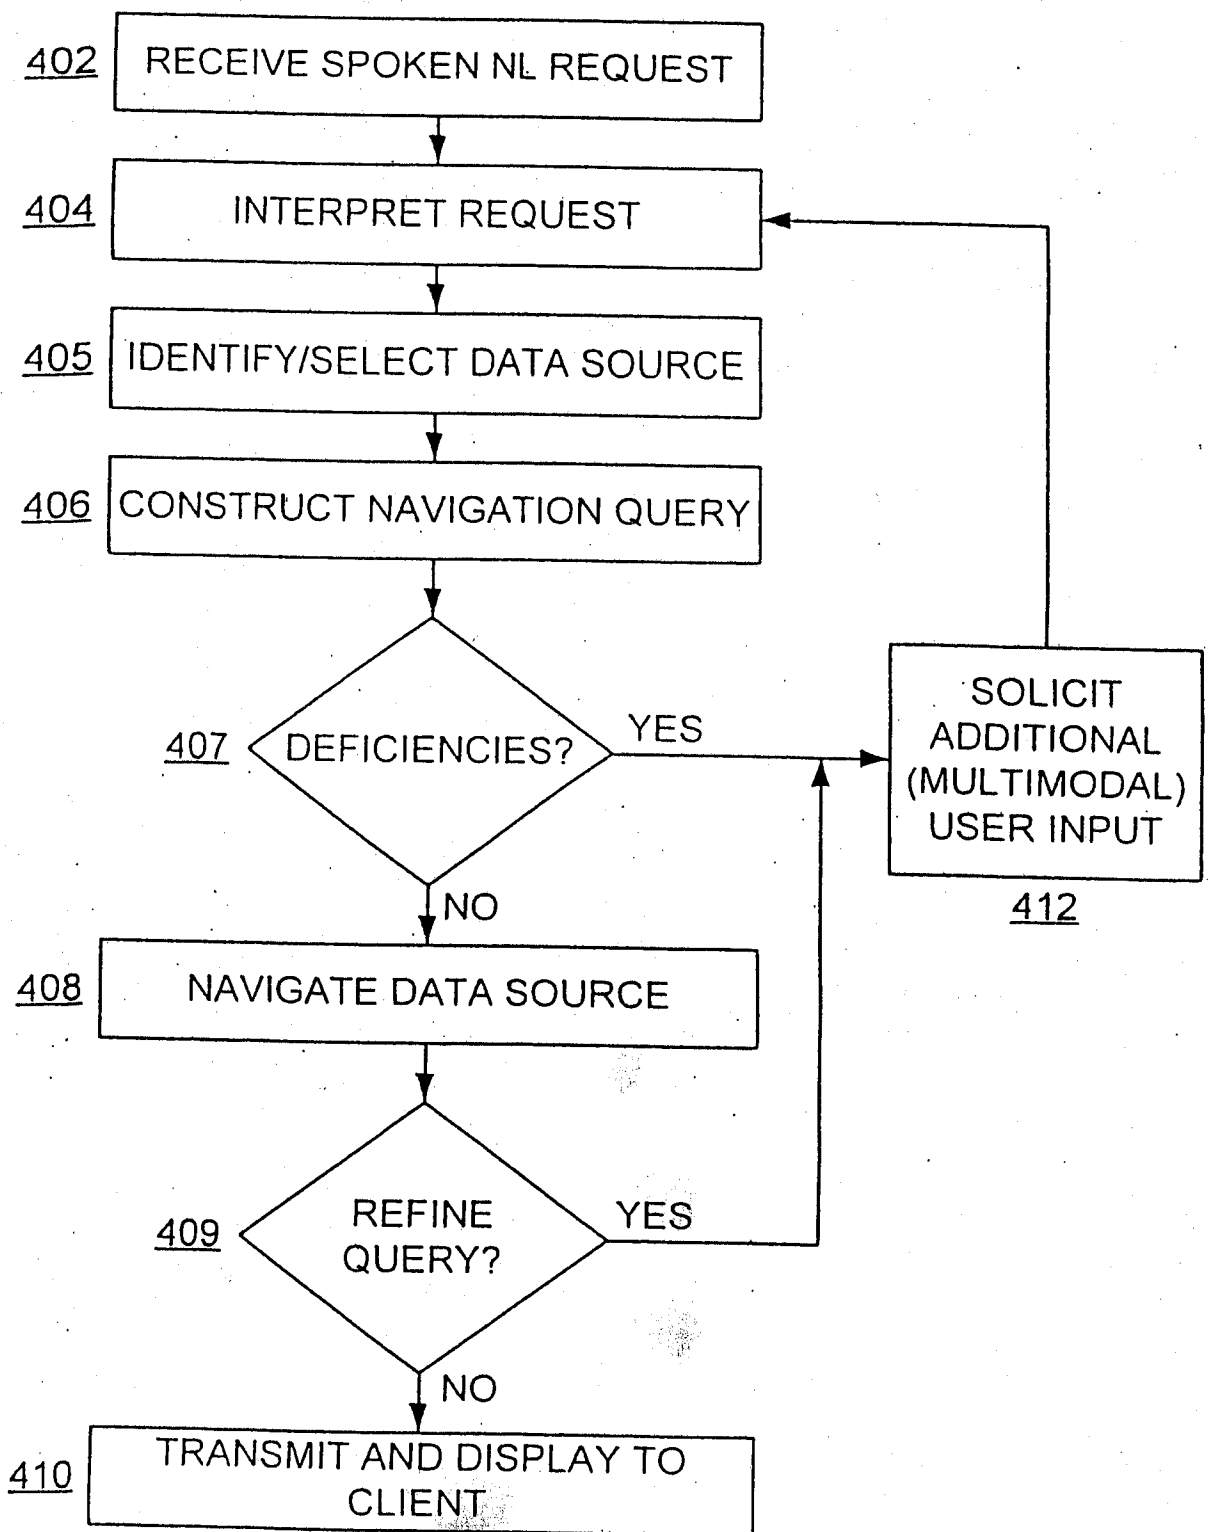 402 RECEIVE SPOKEN NL REQUEST
404 INTERPRET REQUEST
405 IDENTIFY/SELECT DATA SOURCE
406 CONSTRUCT NAVIGATION QUERY
407 DEFICIENCIES? YES
SOLICIT
ADDITIONAL
(MULTIMODAL)
USER INPUT
412
NO
408 NAVIGATE DATA SOURCE
409
REFINE
QUERY?
YES
NO
410
TRANSMIT AND DISPLAY TO
CLIENT